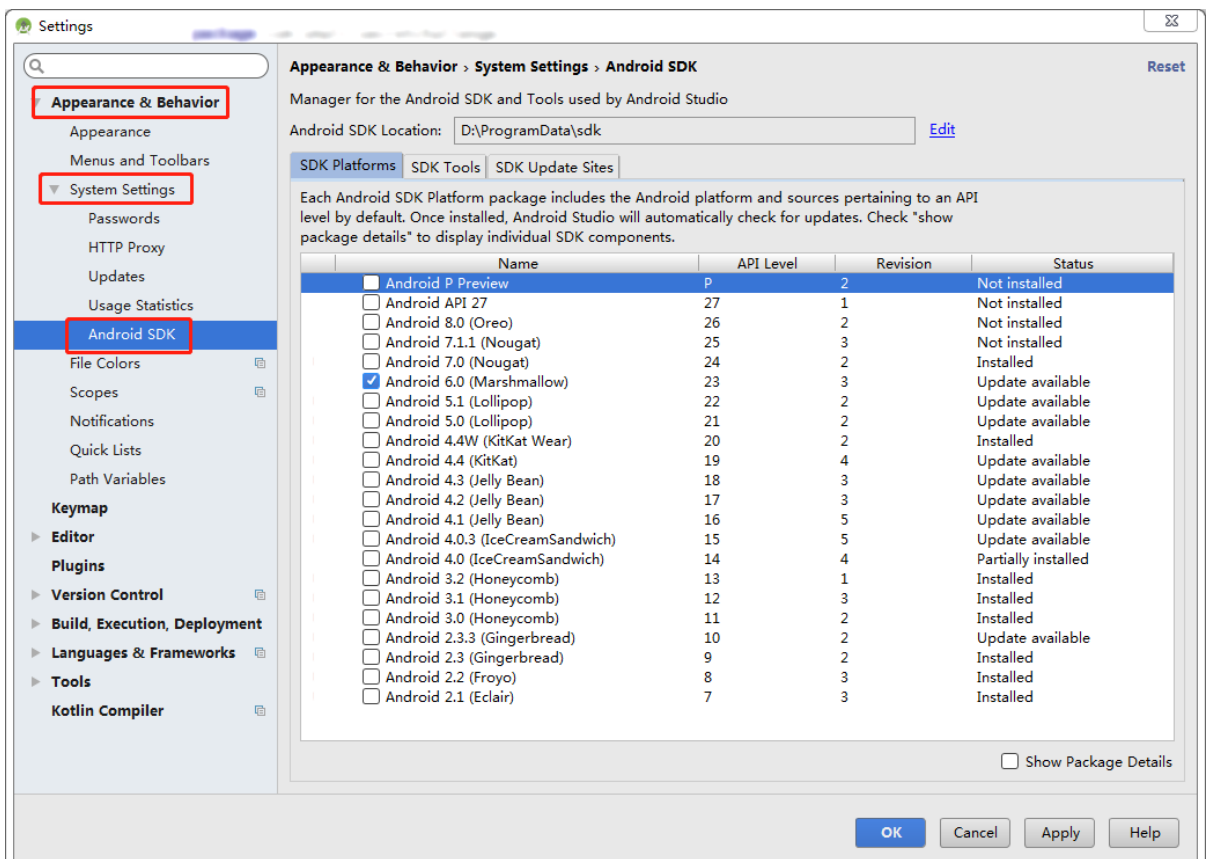 Settings
package
Appearance & Behavior › System Settings › Android SDK Reset
Appearance & Behavior
Appearance
Menus and Toolbars
System Settings
Passwords
HTTP Proxy
Updates
Usage Statistics
Android SDK
File Colors
Scopes
Notifications
Quick Lists
Path Variables
Keymap
Editor
Plugins
Version Control
Build, Execution, Deployment
Languages & Frameworks
Tools
Kotlin Compiler
Manager for the Android SDK and Tools used by Android Studio
Android SDK Location: D:\ProgramData\sdk Edit
SDK Platforms SDK Tools SDK Update Sites
Each Android SDK Platform package includes the Android platform and sources pertaining to an API
level by default. Once installed, Android Studio will automatically check for updates. Check "show
package details" to display individual SDK components.
Name API Level Revision Status
Android P Preview P 2 Not installed
Android API 27 27 1 Not installed
Android 8.0 (Oreo) 26 2 Not installed
Android 7.1.1 (Nougat) 25 3 Not installed
Android 7.0 (Nougat) 24 2 Installed
Android 6.0 (Marshmallow) 23 3 Update available
Android 5.1 (Lollipop) 22 2 Update available
Android 5.0 (Lollipop) 21 2 Update available
Android 4.4W (KitKat Wear) 20 2 Installed
Android 4.4 (KitKat) 19 4 Update available
Android 4.3 (Jelly Bean) 18 3 Update available
Android 4.2 (Jelly Bean) 17 3 Update available
Android 4.1 (Jelly Bean) 16 5 Update available
Android 4.0.3 (IceCreamSandwich) 15 5 Update available
Android 4.0 (IceCreamSandwich) 14 4 Partially installed
Android 3.2 (Honeycomb) 13 1 Installed
Android 3.1 (Honeycomb) 12 3 Installed
Android 3.0 (Honeycomb) 11 2 Installed
Android 2.3.3 (Gingerbread) 10 2 Update available
Android 2.3 (Gingerbread) 9 2 Installed
Android 2.2 (Froyo) 8 3 Installed
Android 2.1 (Eclair) 7 3 Installed
Show Package Details
OK Cancel Apply Help